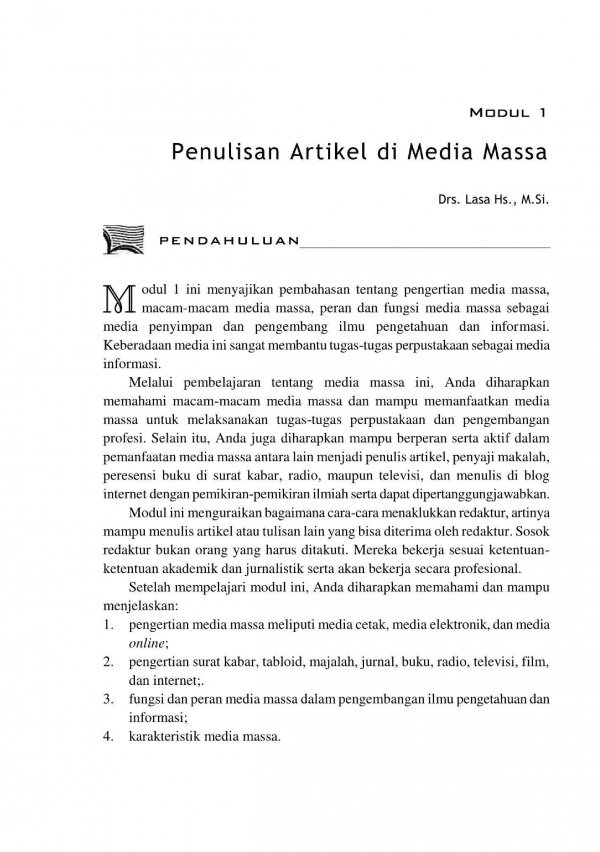 MODUL 1
Penulisan Artikel di Media Massa
Drs. Lasa Hs., M.Si.
PENDAHULUAN
Modul 1 ini menyajikan pembahasan tentang pengertian media massa,
macam-macam media massa, peran dan fungsi media massa sebagai
media penyimpan dan pengembang ilmu pengetahuan dan informasi.
Keberadaan media ini sangat membantu tugas-tugas perpustakaan sebagai media
informasi.
Melalui pembelajaran tentang media massa ini, Anda diharapkan
memahami macam-macam media massa dan mampu memanfaatkan media
massa untuk melaksanakan tugas-tugas perpustakaan dan pengembangan
profesi. Selain itu, Anda juga diharapkan mampu berperan serta aktif dalam
pemanfaatan media massa antara lain menjadi penulis artikel, penyaji makalah,
peresensi buku di surat kabar, radio, maupun televisi, dan menulis di blog
internet dengan pemikiran-pemikiran ilmiah serta dapat dipertanggungjawabkan.
Modul ini menguraikan bagaimana cara-cara menaklukkan redaktur, artinya
mampu menulis artikel atau tulisan lain yang bisa diterima oleh redaktur. Sosok
redaktur bukan orang yang harus ditakuti. Mereka bekerja sesuai ketentuan-
ketentuan akademik dan jurnalistik serta akan bekerja secara profesional.
Setelah mempelajari modul ini, Anda diharapkan memahami dan mampu
menjelaskan:
1. pengertian media massa meliputi media cetak, media elektronik, dan media
online;
2. pengertian surat kabar, tabloid, majalah, jurnal, buku, radio, televisi, film,
dan internet;.
3. fungsi dan peran media massa dalam pengembangan ilmu pengetahuan dan
informasi;
4. karakteristik media massa.